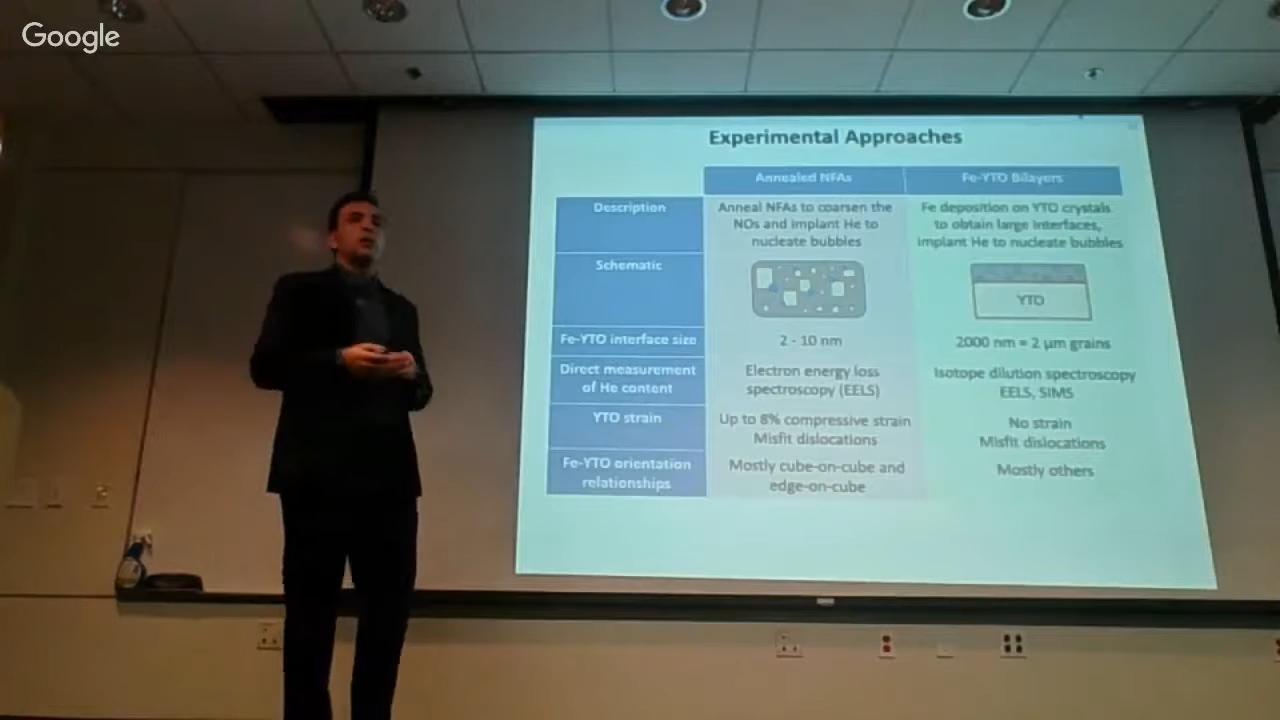 Google
Experimental Approaches
Annealed NFAs
Fe-YTO Bilayers
Description
Anneal NFAs to coarsen the
NOs and implant He to
nucleate bubbles
Fe deposition on YTO crystals
to obtain large interfaces,
implant He to nucleate bubbles
Schematic
YTO
Fe-YTO interface size
2 - 10 nm
2000 nm = 2 μm grains
Direct measurement
of He content
Electron energy loss
spectroscopy (EELS)
Isotope dilution spectroscopy
EELS, SIMS
YTO strain
Up to 8% compressive strain
Misfit dislocations
No strain
Misfit dislocations
Fe-YTO orientation
relationships
Mostly cube-on-cube and
edge-on-cube
Mostly others